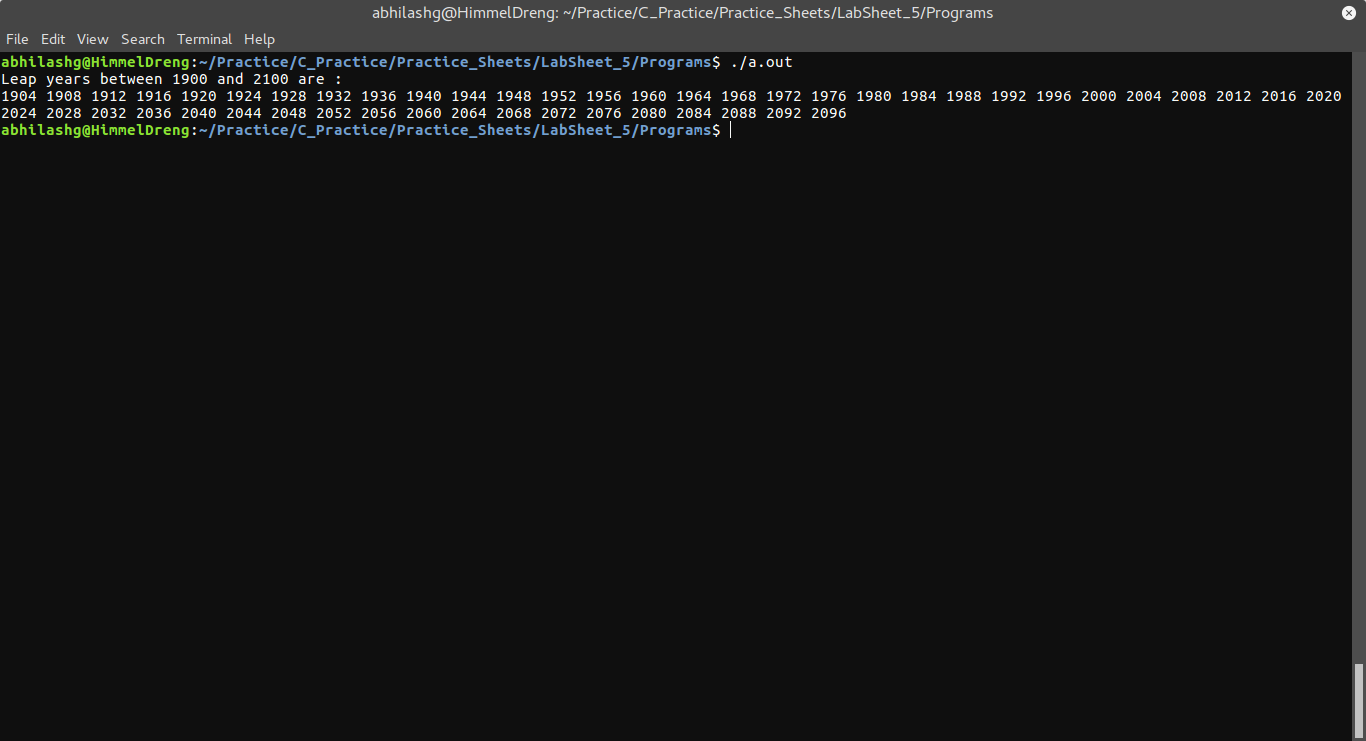 abhilashg@HimmelDreng: ~/Practice/C_Practice/Practice_Sheets/LabSheet_5/Programs
File Edit View Search Terminal Help
abhilashg@HimmelDreng:~/Practice/C_Practice/Practice_Sheets/LabSheet_5/Programs$ ./a.out
Leap years between 1900 and 2100 are :
1904 1908 1912 1916 1920 1924 1928 1932 1936 1940 1944 1948 1952 1956 1960 1964 1968 1972 1976 1980 1984 1988 1992 1996 2000 2004 2008 2012 2016 2020
2024 2028 2032 2036 2040 2044 2048 2052 2056 2060 2064 2068 2072 2076 2080 2084 2088 2092 2096
abhilashg@HimmelDreng:~/Practice/C_Practice/Practice_Sheets/LabSheet_5/Programs$